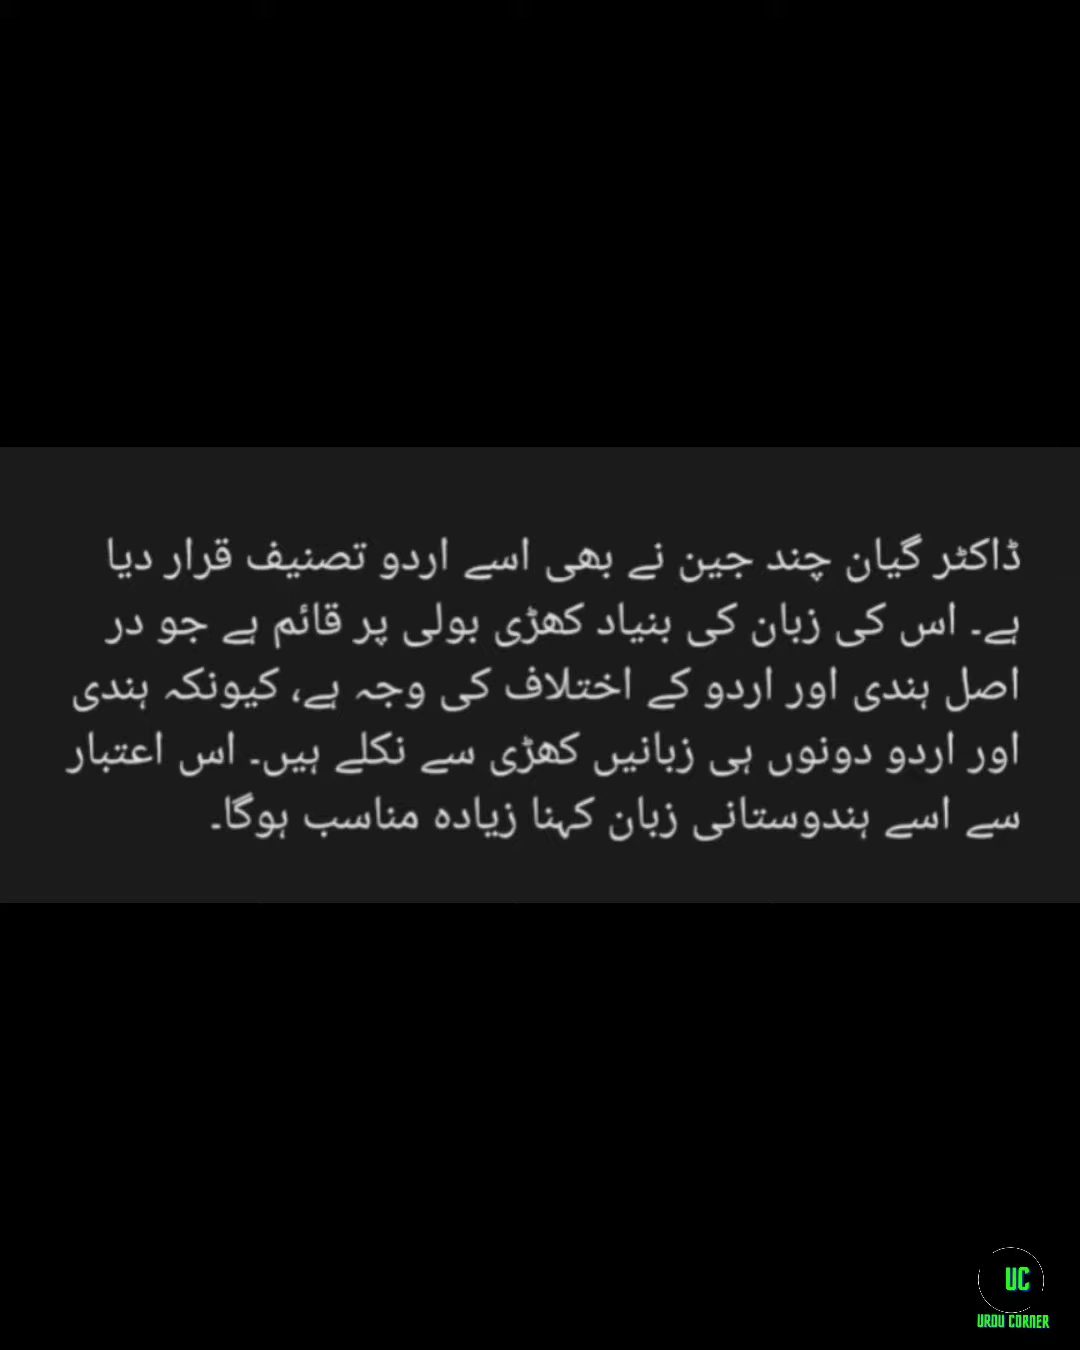 ڈاکٹر گیان چند جین نے بھی اسے اردو تصنیف قرار دیا
ہے۔ اس کی زبان کی بنیاد کھڑی بولی پر قائم ہے جو در
اصل ہندی اور اردو کے اختلاف کی وجہ ہے، کیونکہ ہندی
اور اردو دونوں ہی زبانیں کھڑی سے نکلے ہیں۔ اس اعتبار
سے اسے ہندوستانی زبان کہنا زیادہ مناسب ہوگا۔
UC
URDU CORNER